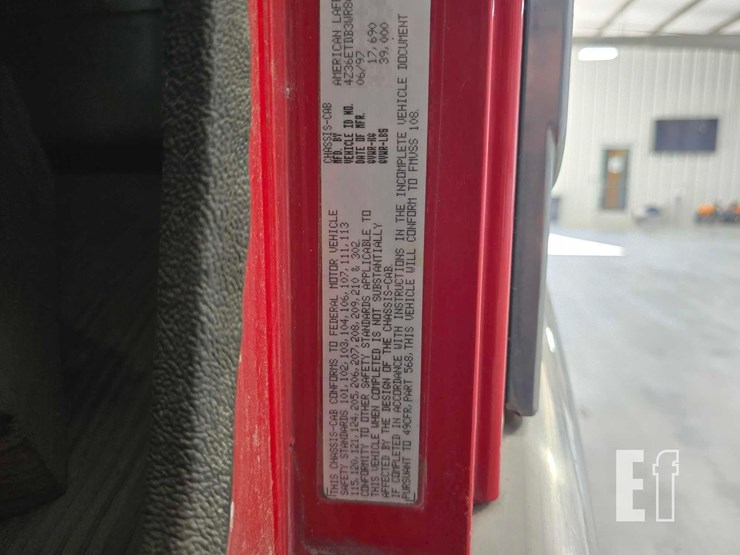 CHASSIS-CAB
MFD. BY AMERICAN LAF
VEHICLE ID NO. 4Z36ETDB3WR8
DATE OF MFR. 06/97
GVWR-KG 17,690
GVWR-LBS 39,000
THIS CHASSIS-CAB CONFORMS TO FEDERAL MOTOR VEHICLE
SAFETY STANDARDS 101,102,103,104,106,107,111,113
115,120,121,124,205,206,207,208,209,210 & 302
CONFORMITY TO OTHER SAFETY STANDARDS APPLICABLE TO
THIS VEHICLE WHEN COMPLETED IS NOT SUBSTANTIALLY
AFFECTED BY THE DESIGN OF THE CHASSIS-CAB.
IF COMPLETED IN ACCORDANCE WITH INSTRUCTIONS IN THE INCOMPLETE VEHICLE DOCUMENT
PURSUANT TO 49CFR,PART 568,THIS VEHICLE WILL CONFORM TO FMVSS 108.
Ef